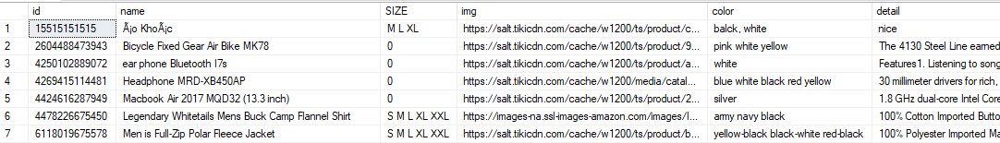 id name SIZE img color detail
1 15515151515 Ã¡o KhoÃ¡c M L XL https://salt.tikicdn.com/cache/w1200/ts/product/c... balck, white nice
2 2604488473943 Bicycle Fixed Gear Air Bike MK78 0 https://salt.tikicdn.com/cache/w1200/ts/product/9... pink white yellow The 4130 Steel Line earned
3 4250102889072 ear phone Bluetooth I7s 0 https://salt.tikicdn.com/cache/w1200/ts/product/a... white Features1. Listening to song
4 4269415114481 Headphone MRD-XB450AP 0 https://salt.tikicdn.com/cache/w1200/media/catal... blue white black red yellow 30 millimeter drivers for rich,
5 4424616287949 Macbook Air 2017 MQD32 (13.3 inch) 0 https://salt.tikicdn.com/cache/w1200/ts/product/2... silver 1.8 GHz dual-core Intel Core
6 4478226675450 Legendary Whitetails Mens Buck Camp Flannel Shirt S M L XL XXL https://images-na.ssl-images-amazon.com/images/I... army navy black 100% Cotton Imported Butto
7 6118019675578 Men is Full-Zip Polar Fleece Jacket S M L XL XXL https://salt.tikicdn.com/cache/w1200/ts/product/b... yellow-black black-white red-black 100% Polyester Imported Ma